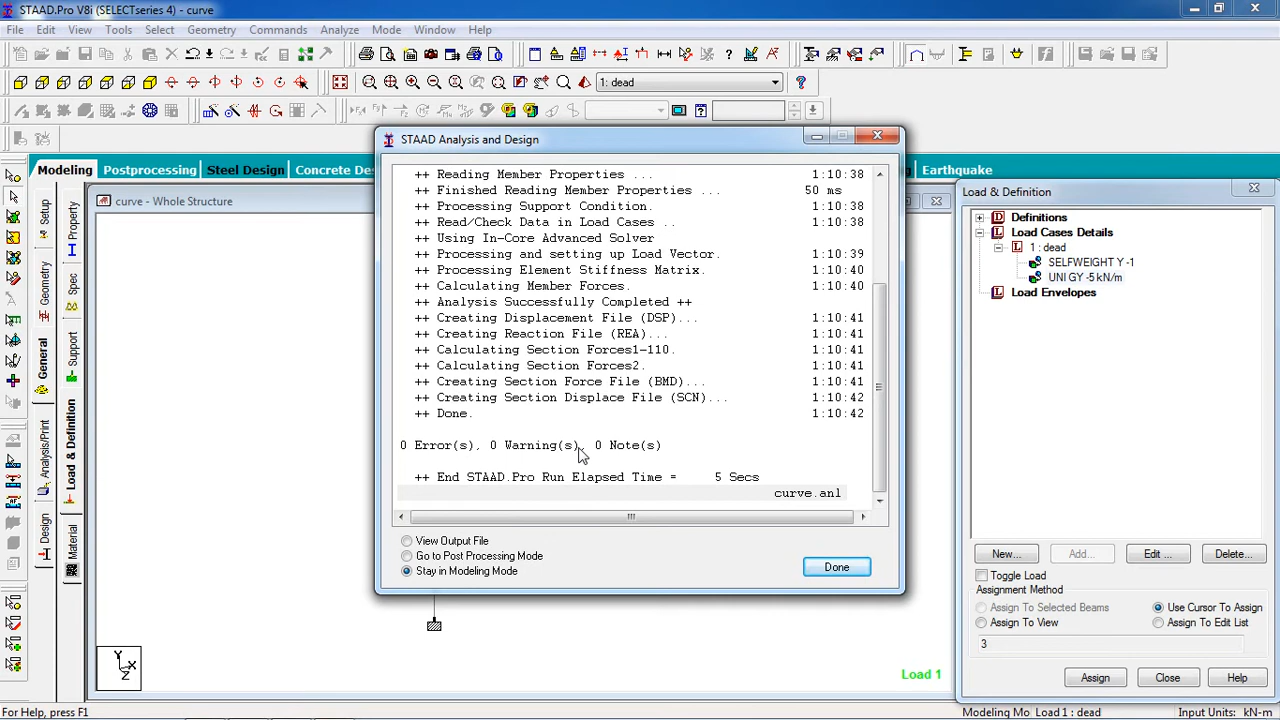 STAAD.Pro V8i (SELECTseries 4) - curve
File Edit View Tools Select Geometry Commands Analyze Mode Window Help
1: dead
Modeling Postprocessing Steel Design Concrete De Earthquake
curve - Whole Structure
Setup
Geometry
General
Analysis/Print
Design
Property
Spec
Support
Load & Definition
Material
STAAD Analysis and Design
++ Reading Member Properties ... 1:10:38
++ Finished Reading Member Properties ... 50 ms
++ Processing Support Condition. 1:10:38
++ Read/Check Data in Load Cases .. 1:10:38
++ Using In-Core Advanced Solver
++ Processing and setting up Load Vector. 1:10:39
++ Processing Element Stiffness Matrix. 1:10:40
++ Calculating Member Forces. 1:10:40
++ Analysis Successfully Completed ++
++ Creating Displacement File (DSP)... 1:10:41
++ Creating Reaction File (REA)... 1:10:41
++ Calculating Section Forces1-110. 1:10:41
++ Calculating Section Forces2. 1:10:41
++ Creating Section Force File (BMD)... 1:10:41
++ Creating Section Displace File (SCN)... 1:10:42
++ Done. 1:10:42
0 Error(s), 0 Warning(s), 0 Note(s)
++ End STAAD.Pro Run Elapsed Time = 5 Secs
curve.anl
View Output File
Go to Post Processing Mode
Stay in Modeling Mode
Done
Load & Definition
Definitions
Load Cases Details
1 : dead
SELFWEIGHT Y -1
UNI GY -5 kN/m
Load Envelopes
New... Add... Edit ... Delete...
Toggle Load
Assignment Method
Assign To Selected Beams Use Cursor To Assign
Assign To View Assign To Edit List
3
Assign Close Help
Y
X
Z
Load 1
For Help, press F1 Modeling Mo Load 1 : dead Input Units: kN-m